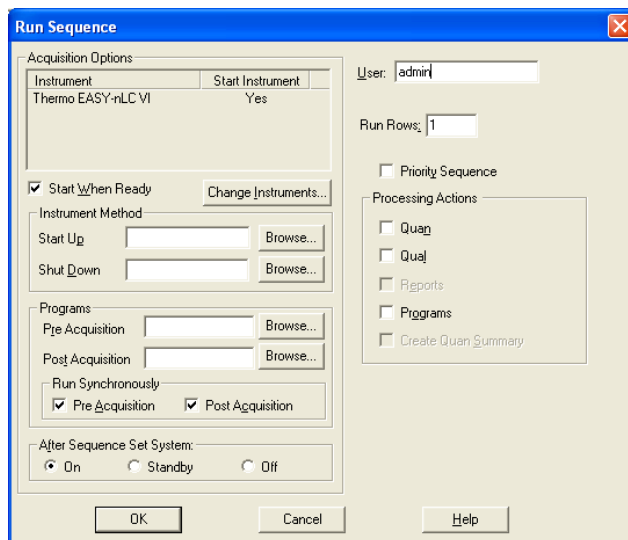 Run Sequence
Acquisition Options
Instrument Start Instrument
Thermo EASY-nLC VI Yes
Start When Ready
Change Instruments...
Instrument Method
Start Up Browse...
Shut Down Browse...
Programs
Pre Acquisition Browse...
Post Acquisition Browse...
Run Synchronously
Pre Acquisition Post Acquisition
After Sequence Set System:
On Standby Off
User: admin
Run Rows: 1
Priority Sequence
Processing Actions
Quan
Qual
Reports
Programs
Create Quan Summary
OK Cancel Help